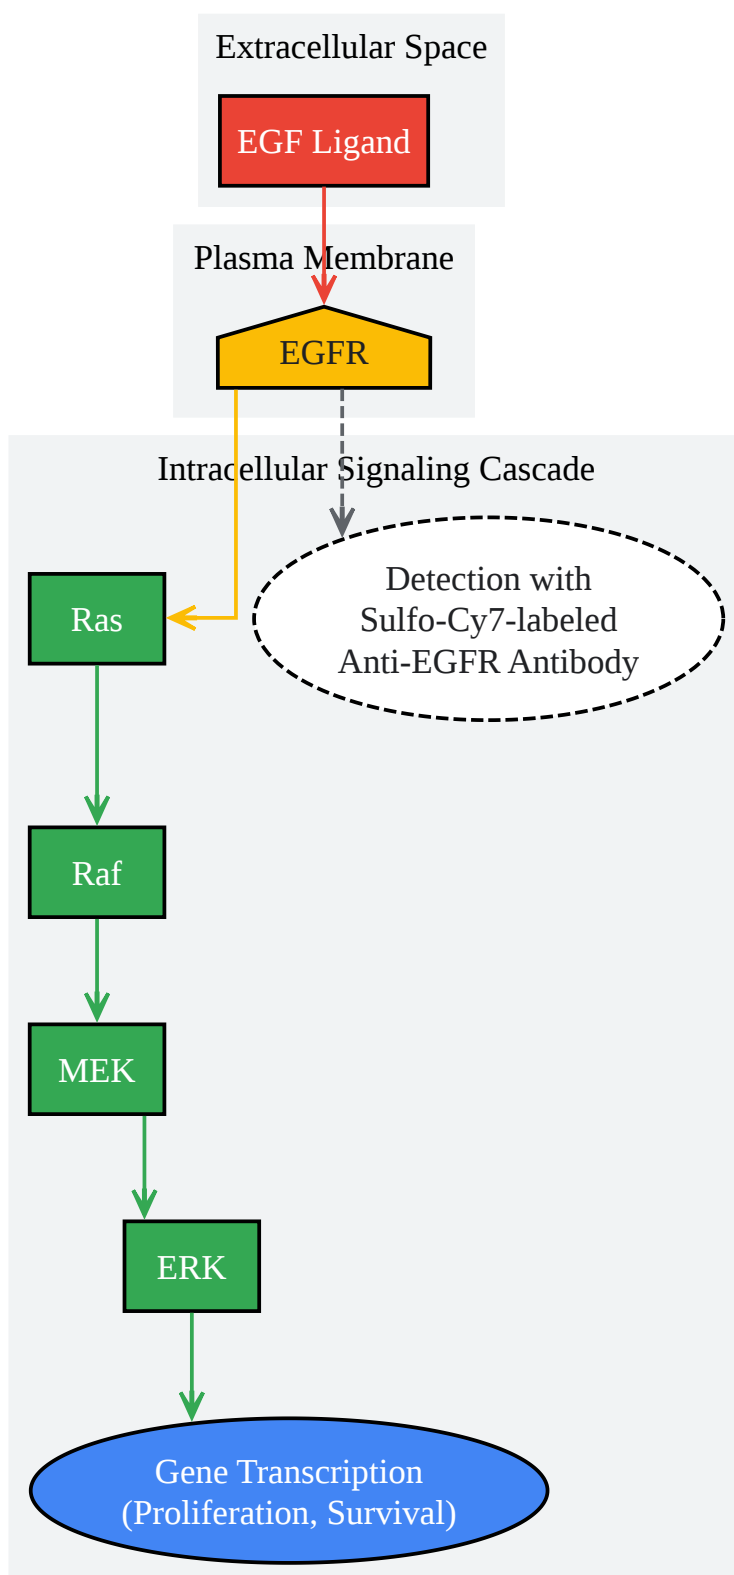 Extracellular Space
EGF Ligand
Plasma Membrane
EGFR
Intracellular Signaling Cascade
Detection with
Sulfo-Cy7-labeled
Anti-EGFR Antibody
Ras
Raf
MEK
ERK
Gene Transcription
(Proliferation, Survival)